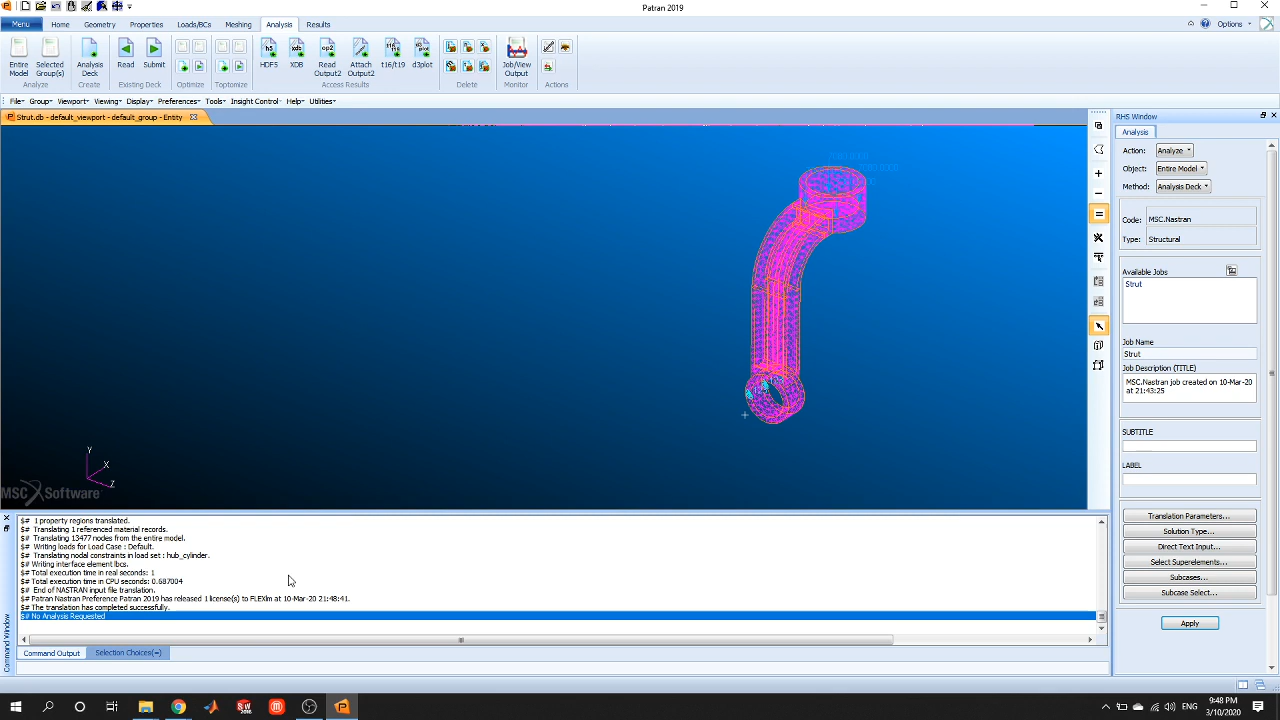 Patran 2019
Menu Home Geometry Properties Loads/BCs Meshing Analysis Results Options
Entire Model
Selected Group(s)
Analysis Deck
Read
Submit
HDF5
XDB
Read Output2
Attach Output2
t16/t19
d3plot
Job/View Output
Analyze Create Existing Deck Optimize Toptomize Access Results Delete Monitor Actions
File Group Viewport Viewing Display Preferences Tools Insight Control Help Utilities
Strut.db - default_viewport - default_group - Entity
RHS Window
Analysis
Action: Analyze
Object: Entire Model
Method: Analysis Deck
Code: MSC.Nastran
Type: Structural
Available Jobs
Strut
Job Name
Strut
Job Description (TITLE)
MSC.Nastran job created on 10-Mar-20
at 21:43:25
SUBTITLE
LABEL
Translation Parameters...
Solution Type...
Direct Text Input...
Select Superelements...
Subcases...
Subcase Select...
Apply
Y
X
Z
MSC Software
$# 1 property regions translated.
$# Translating 1 referenced material records.
$# Translating 13477 nodes from the entire model.
$# Writing loads for Load Case : Default.
$# Translating nodal constraints in load set : hub_cylinder.
$# Writing interface element lbcs.
$# Total execution time in real seconds: 1
$# Total execution time in CPU seconds: 0.687004
$# End of NASTRAN input file translation.
$# Patran Nastran Preference Patran 2019 has released 1 license(s) to FLEXlm at 10-Mar-20 21:48:41.
$# The translation has completed successfully.
$# No Analysis Requested
Command Window
Command Output Selection Choices(--)
ENG
9:48 PM
3/10/2020